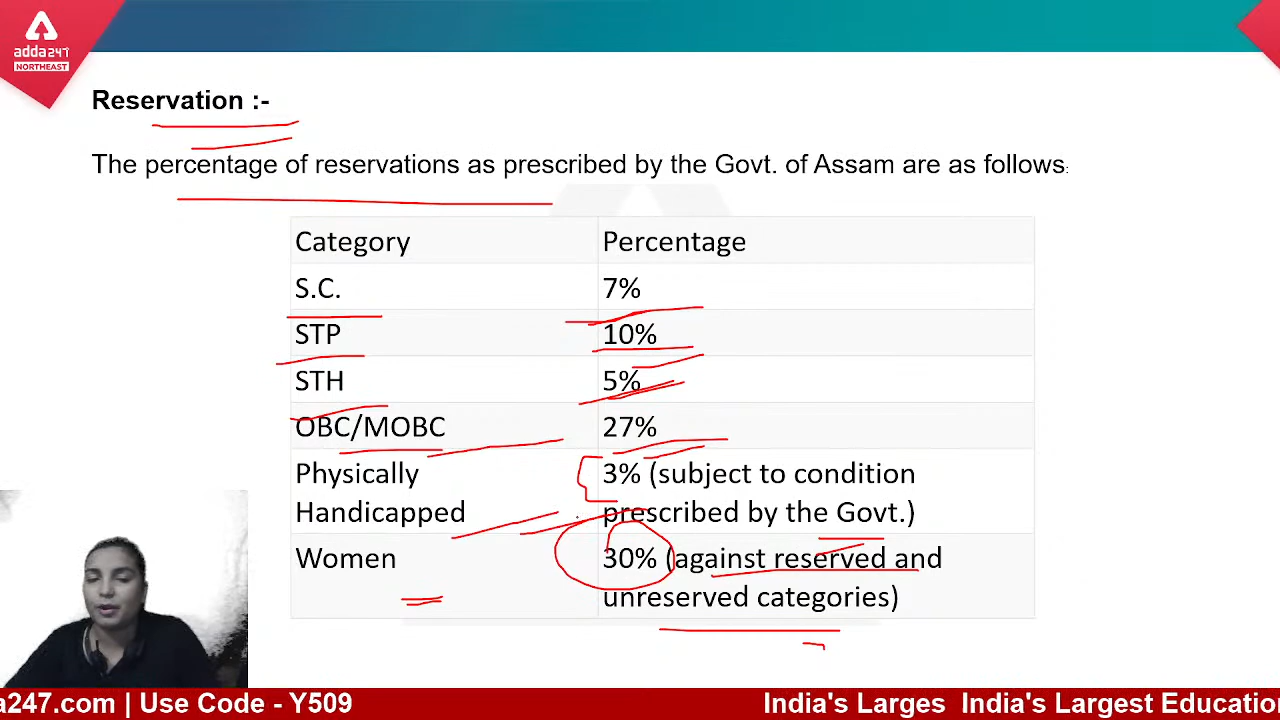 adda247
NORTHEAST
Reservation :-
The percentage of reservations as prescribed by the Govt. of Assam are as follows:
Category Percentage
S.C. 7%
STP 10%
STH 5%
OBC/MOBC 27%
Physically 3% (subject to condition
Handicapped prescribed by the Govt.)
Women 30% (against reserved and
unreserved categories)
a247.com | Use Code - Y509 India's Larges India's Largest Education